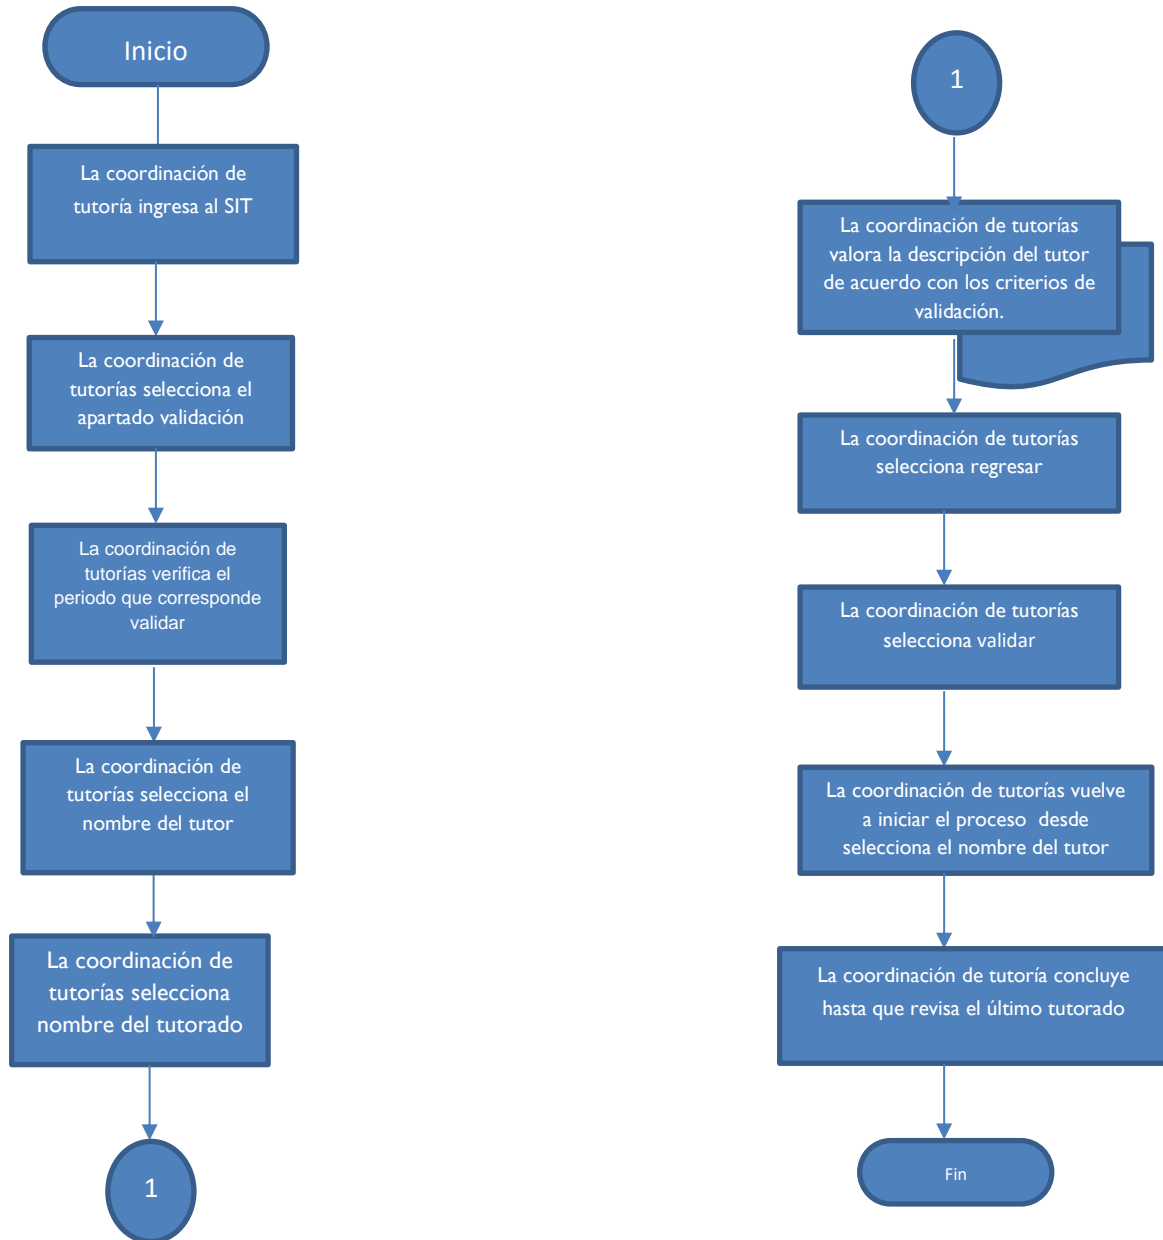 Inicio
La coordinación de
tutoría ingresa al SIT
La coordinación de
tutorías selecciona el
apartado validación
La coordinación de
tutorías verifica el
periodo que corresponde
validar
La coordinación de
tutorías selecciona el
nombre del tutor
La coordinación de
tutorías selecciona
nombre del tutorado
1
1
La coordinación de tutorías
valora la descripción del tutor
de acuerdo con los criterios de
validación.
La coordinación de tutorías
selecciona regresar
La coordinación de tutorías
selecciona validar
La coordinación de tutorías vuelve
a iniciar el proceso  desde
selecciona el nombre del tutor
La coordinación de tutoría concluye
hasta que revisa el último tutorado
Fin